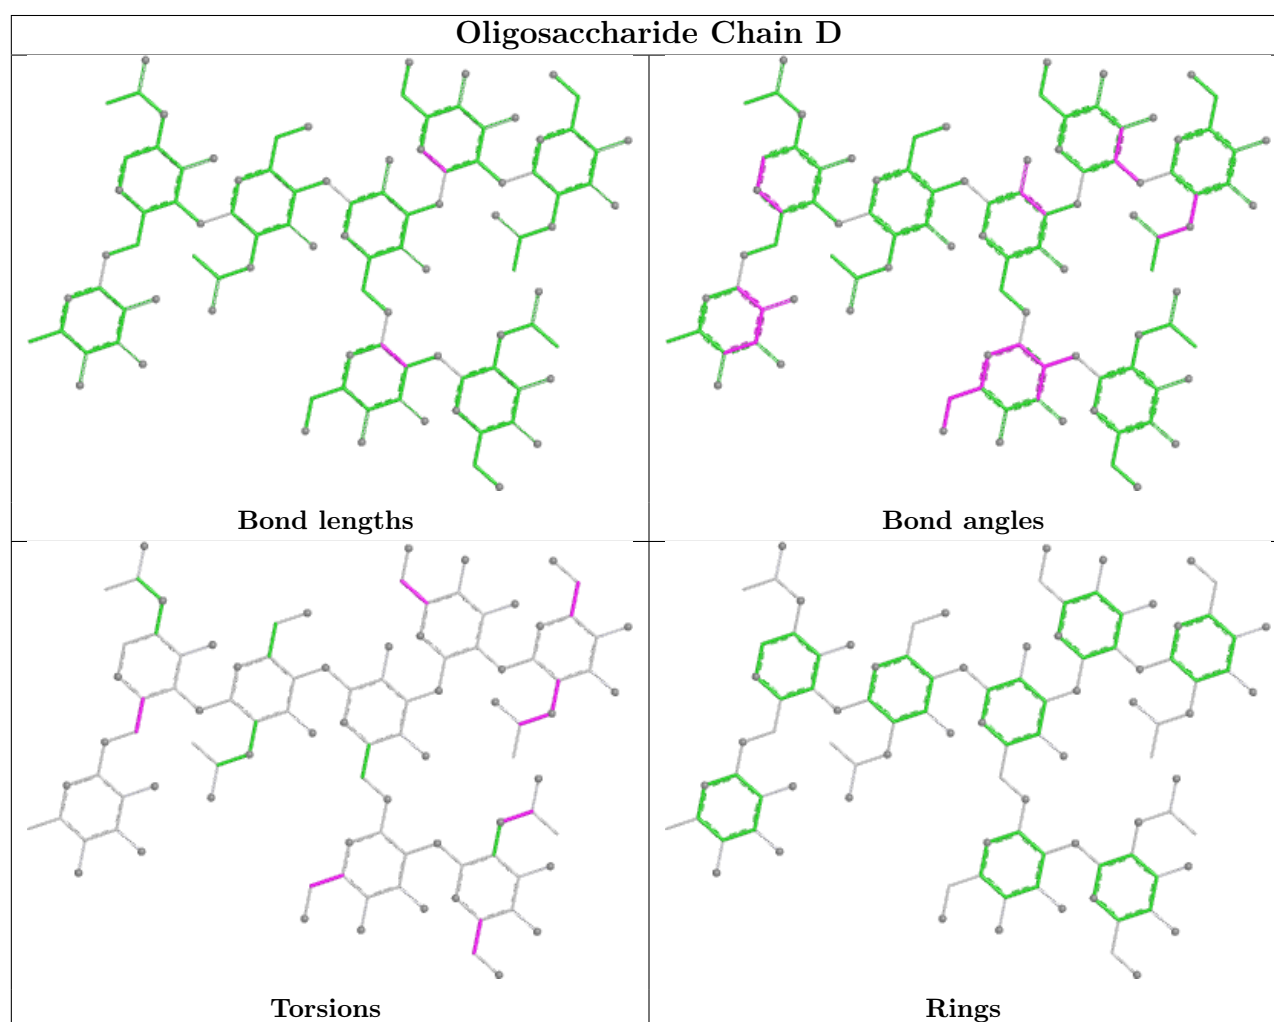 Oligosaccharide Chain D
Bond lengths
Bond angles
Torsions
Rings